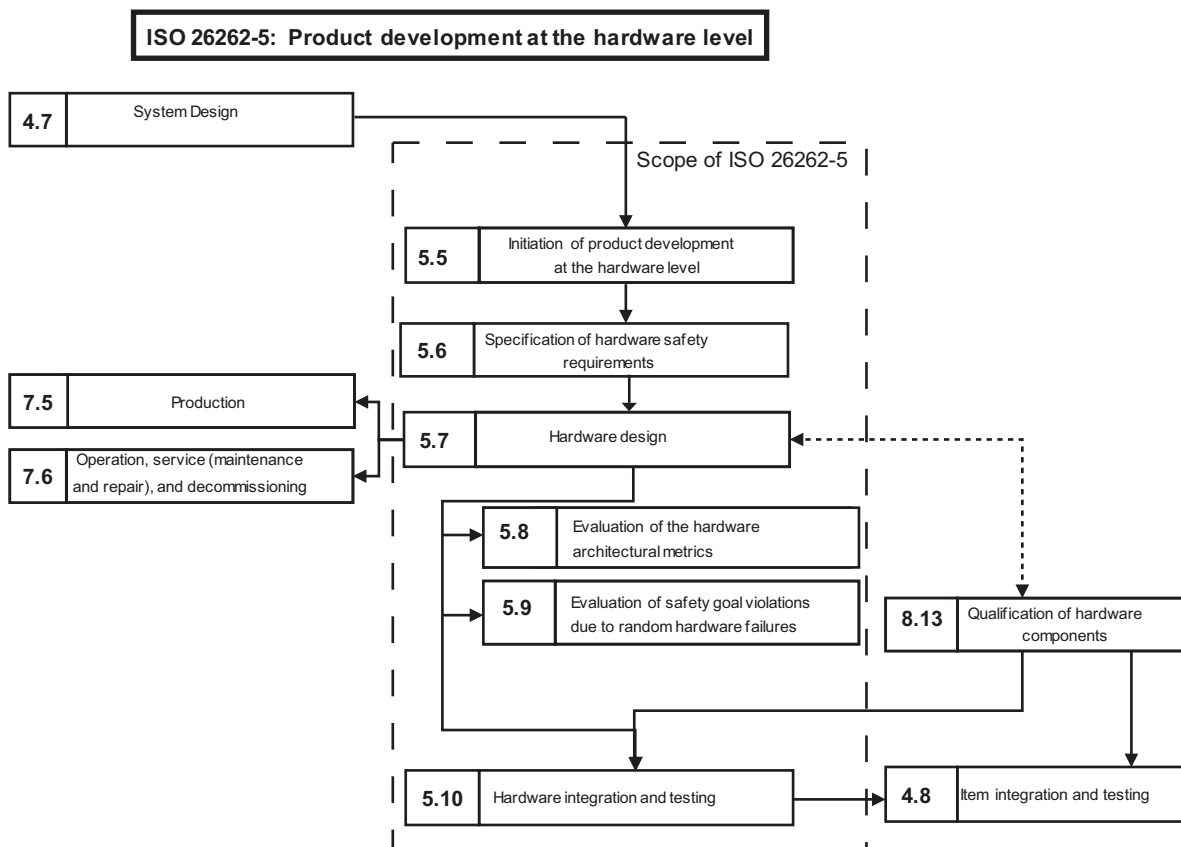 ISO 26262-5: Product development at the hardware level
4.7
System Design
Scope of ISO 26262-5
5.5
Initiation of product development
at the hardware level
5.6
Specification of hardware safety
requirements
7.5
Production
5.7
Hardware design
7.6
Operation, service (maintenance
and repair), and decommissioning
5.8
Evaluation of the hardware
architectural metrics
5.9
Evaluation of safety goal violations
due to random hardware failures
8.13
Qualification of hardware
components
5.10
Hardware integration and testing
4.8
Item integration and testing